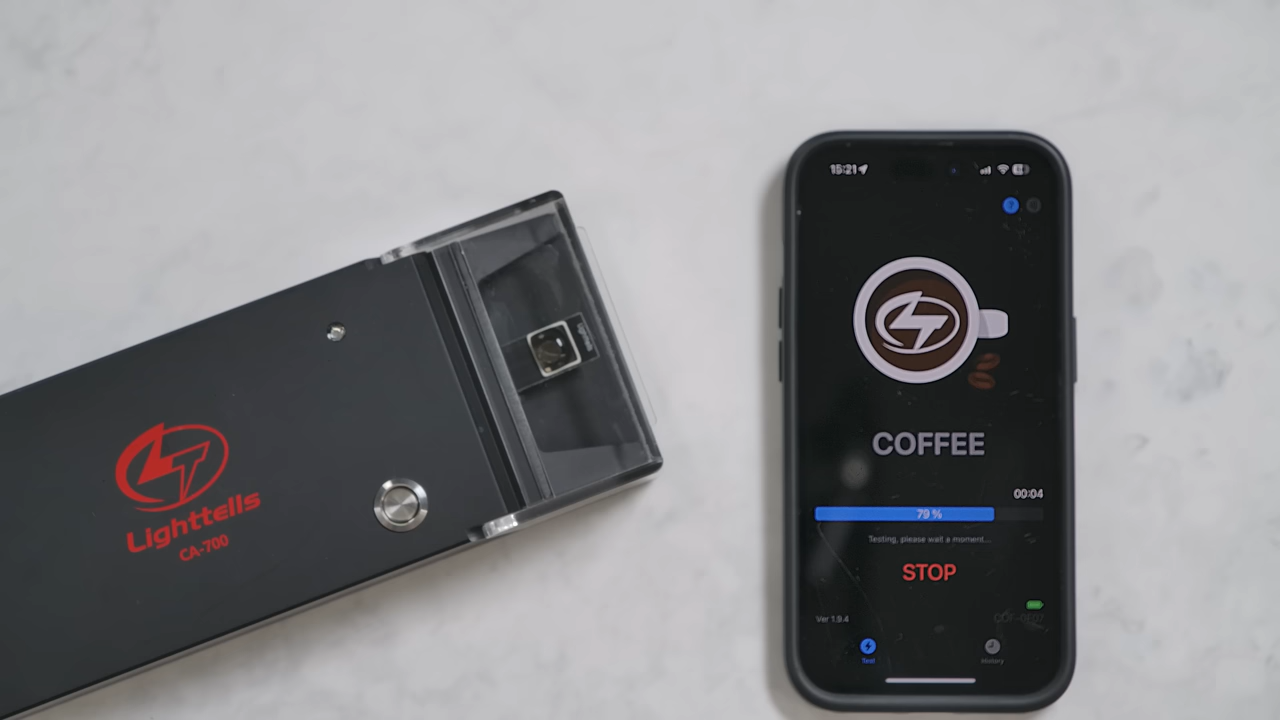 Lighttells
CA-700
15:21
COFFEE
00:04
79 %
Testing, please wait a moment...
STOP
Ver 1.9.4
Test
History